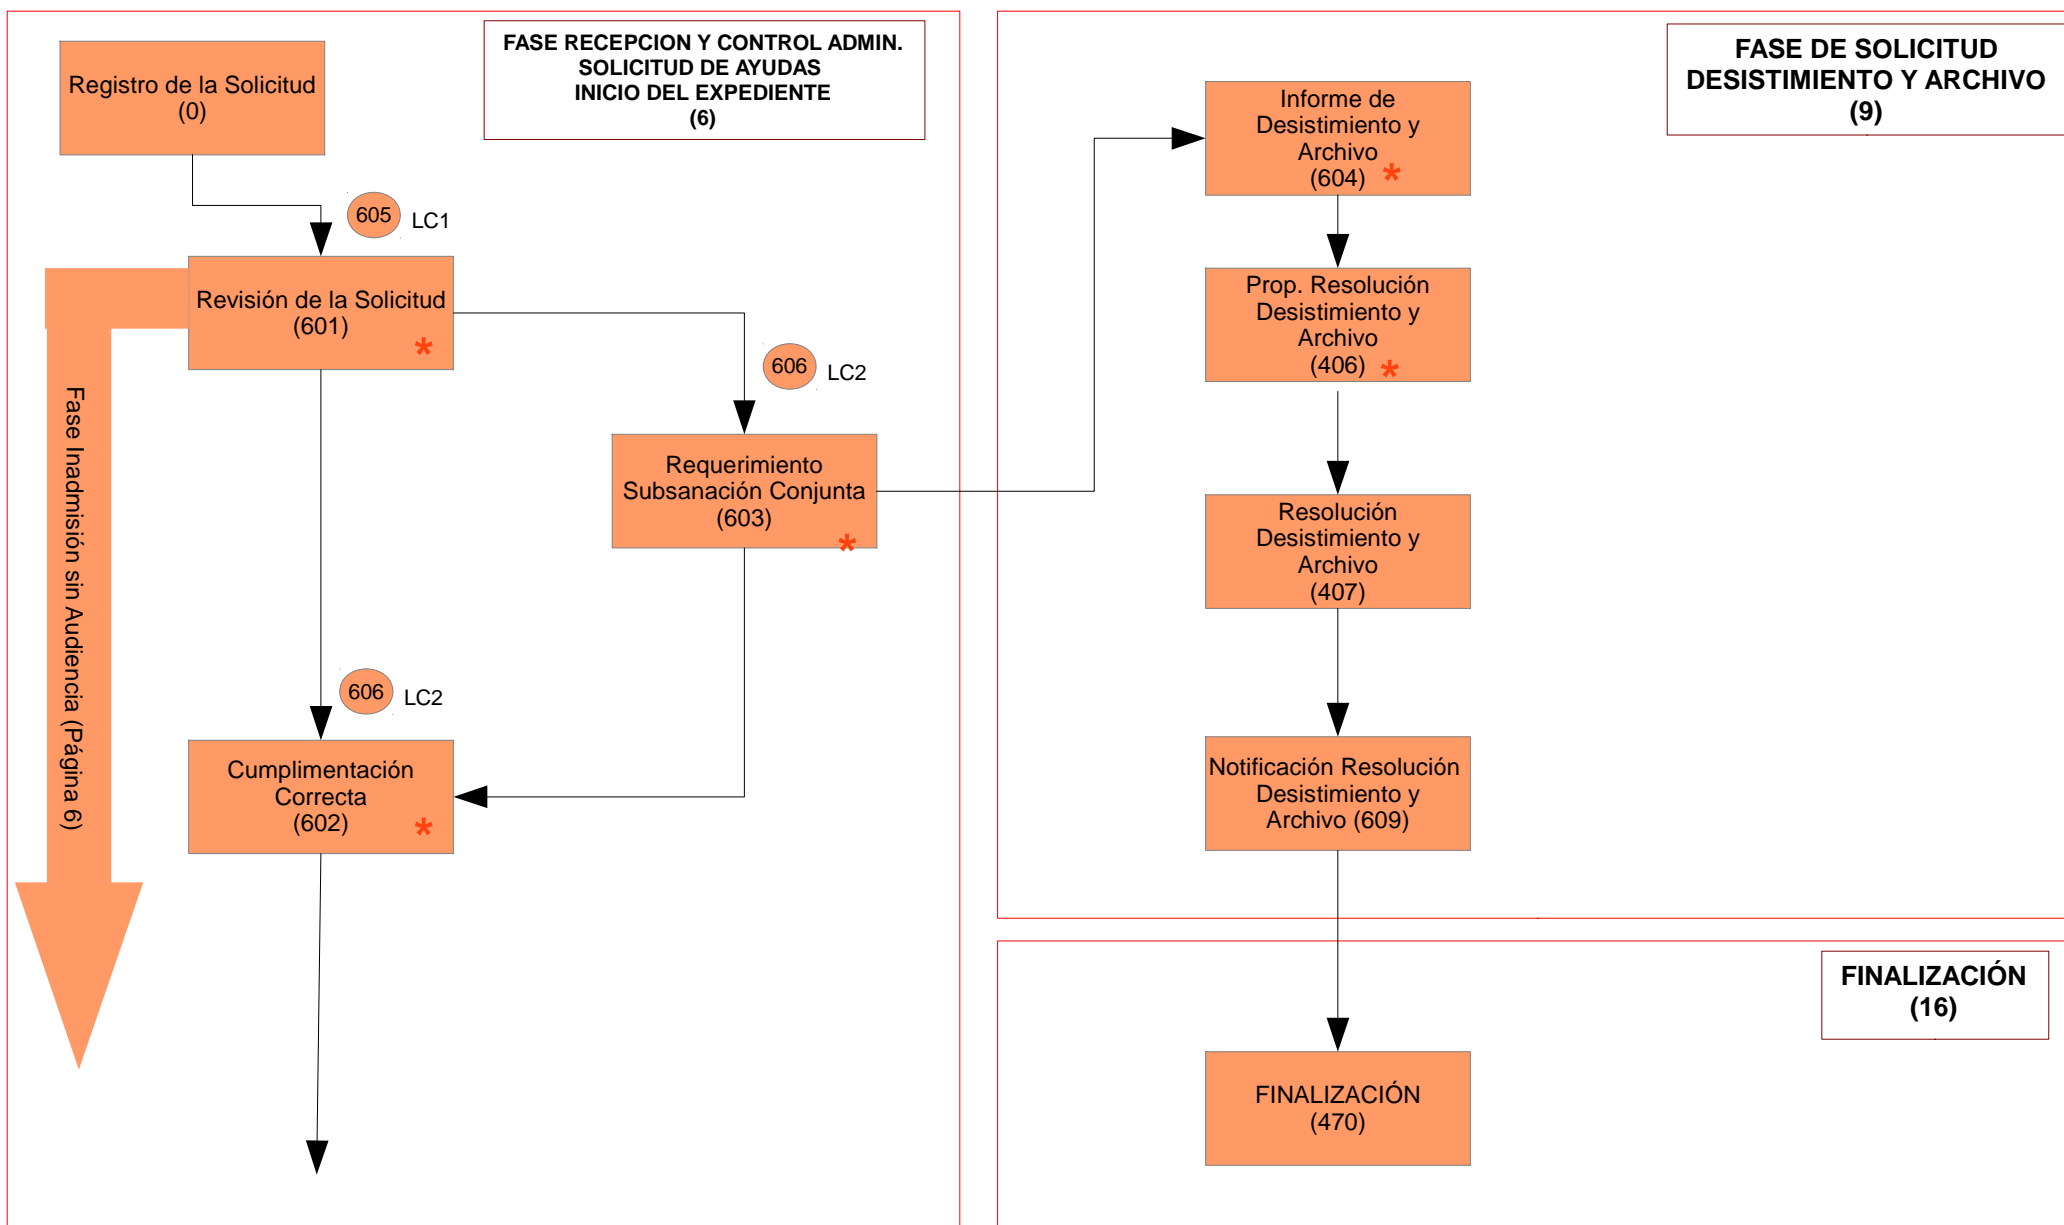 FASE RECEPCION Y CONTROL ADMIN.
SOLICITUD DE AYUDAS
INICIO DEL EXPEDIENTE
(6)
Registro de la Solicitud
(0)
605
LC1
Revisión de la Solicitud
(601)
*
606
LC2
Requerimiento
Subsanación Conjunta
(603)
*
Fase Inadmisión sin Audiencia (Página 6)
606
LC2
Cumplimentación
Correcta
(602)
*
FASE DE SOLICITUD
DESISTIMIENTO Y ARCHIVO
(9)
Informe de
Desistimiento y
Archivo
(604) *
Prop. Resolución
Desistimiento y
Archivo
(406) *
Resolución
Desistimiento y
Archivo
(407)
Notificación Resolución
Desistimiento y
Archivo (609)
FINALIZACIÓN
(16)
FINALIZACIÓN
(470)